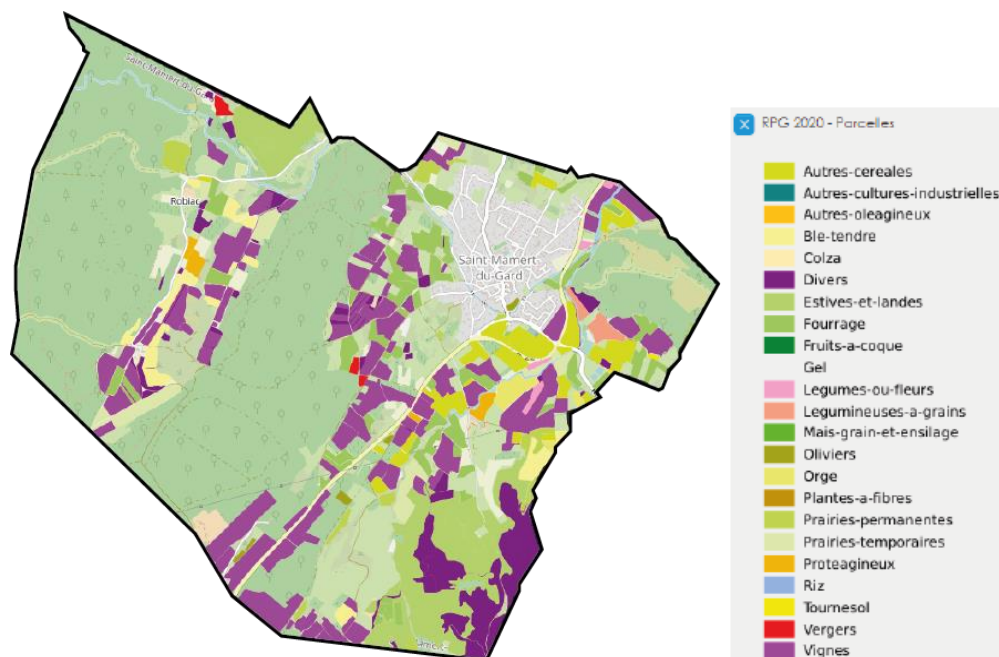 Saint-Mamert-du-Gard
Robiac
Saint-Mamert-
du-Gard
RPG 2020 - Parcelles
Autres-cereales
Autres-cultures-industrielles
Autres-oleagineux
Ble-tendre
Colza
Divers
Estives-et-landes
Fourrage
Fruits-a-coque
Gel
Legumes-ou-fleurs
Legumineuses-a-grains
Mais-grain-et-ensilage
Oliviers
Orge
Plantes-a-fibres
Prairies-permanentes
Prairies-temporaires
Proteagineux
Riz
Tournesol
Vergers
Vignes